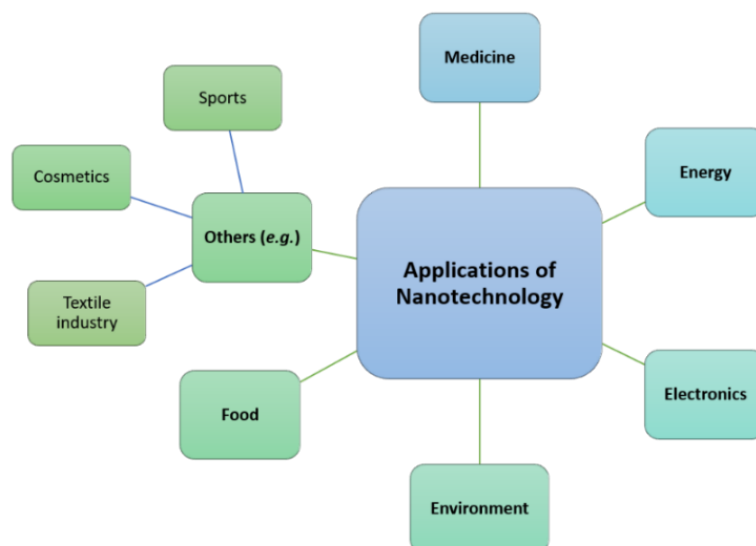 Medicine
Sports
Energy
Cosmetics
Others (e.g.)
Applications of
Nanotechnology
Textile
industry
Electronics
Food
Environment